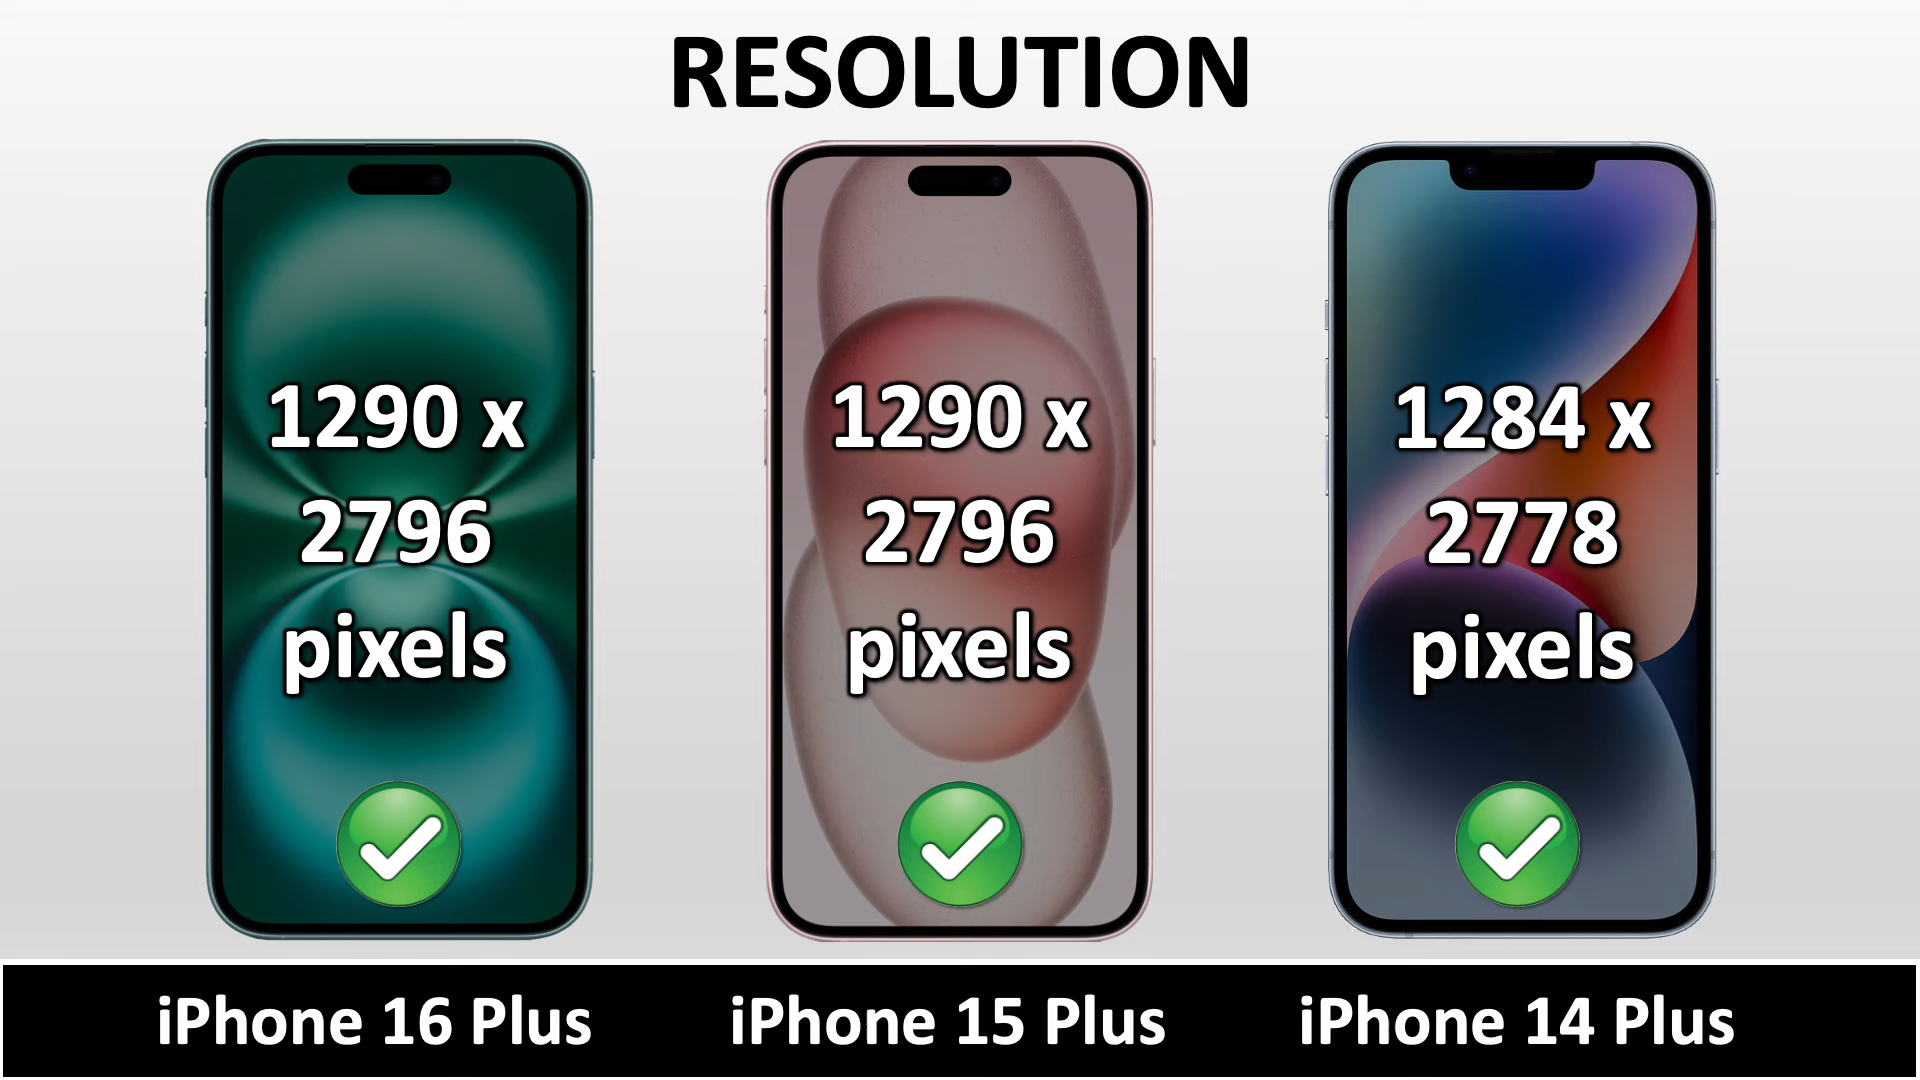 RESOLUTION
1290 x
2796
pixels
1290 x
2796
pixels
1284 x
2778
pixels
iPhone 16 Plus
iPhone 15 Plus
iPhone 14 Plus